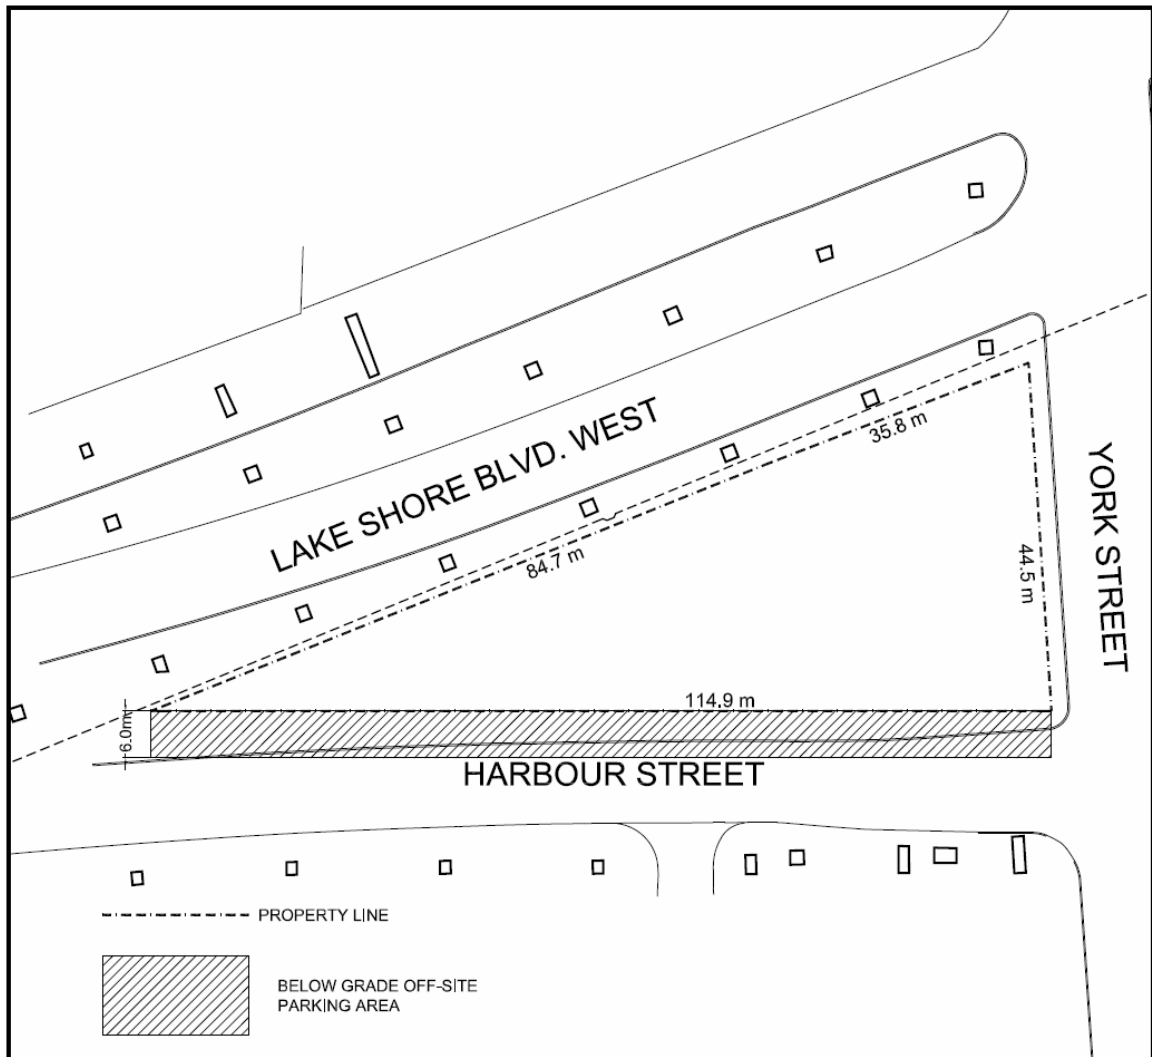 LAKE SHORE BLVD. WEST
35.8 m
84.7 m
YORK STREET
44.5 m
114.9 m
6.0m
HARBOUR STREET
PROPERTY LINE
BELOW GRADE OFF-SITE
PARKING AREA